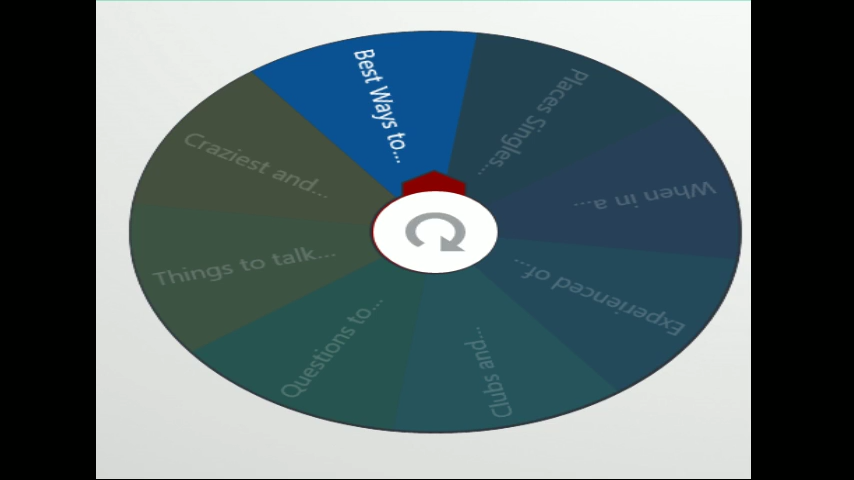 Best Ways to...
Places Singles...
When in a...
Experienced of...
Clubs and...
Questions to...
Things to talk...
Craziest and...